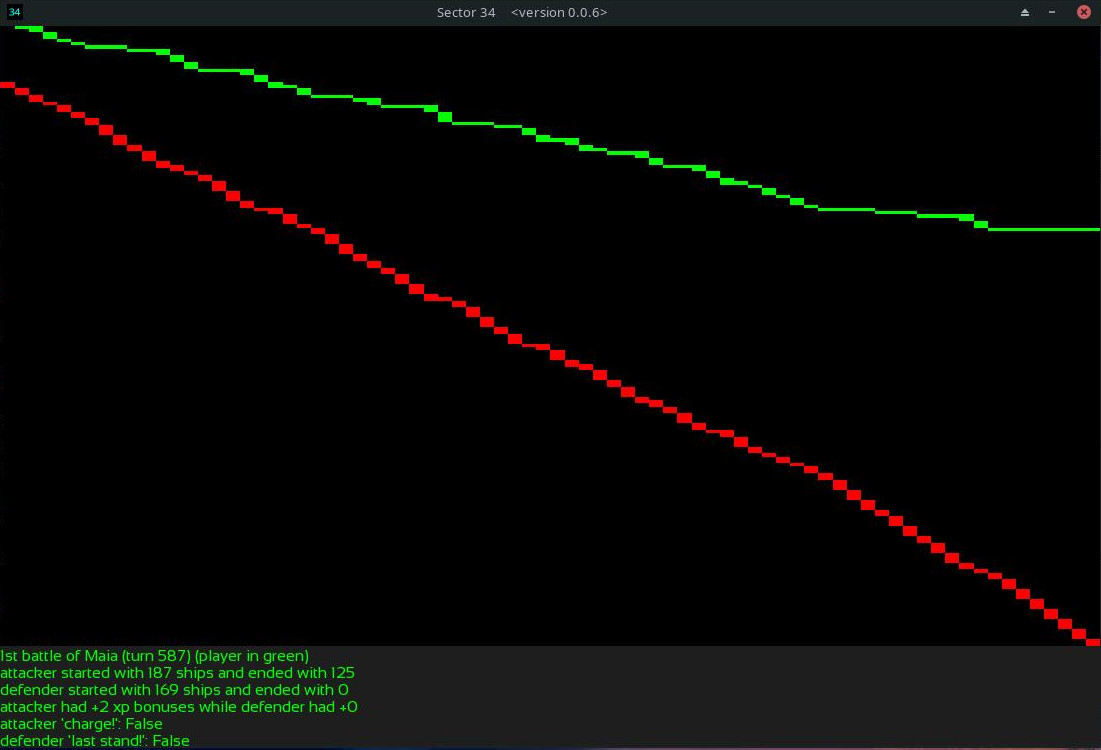 34
Sector 34 <version 0.0.6>
1st battle of Maia (turn 587) (player in green)
attacker started with 187 ships and ended with 125
defender started with 169 ships and ended with 0
attacker had +2 xp bonuses while defender had +0
attacker 'charge!': False
defender 'last stand!': False